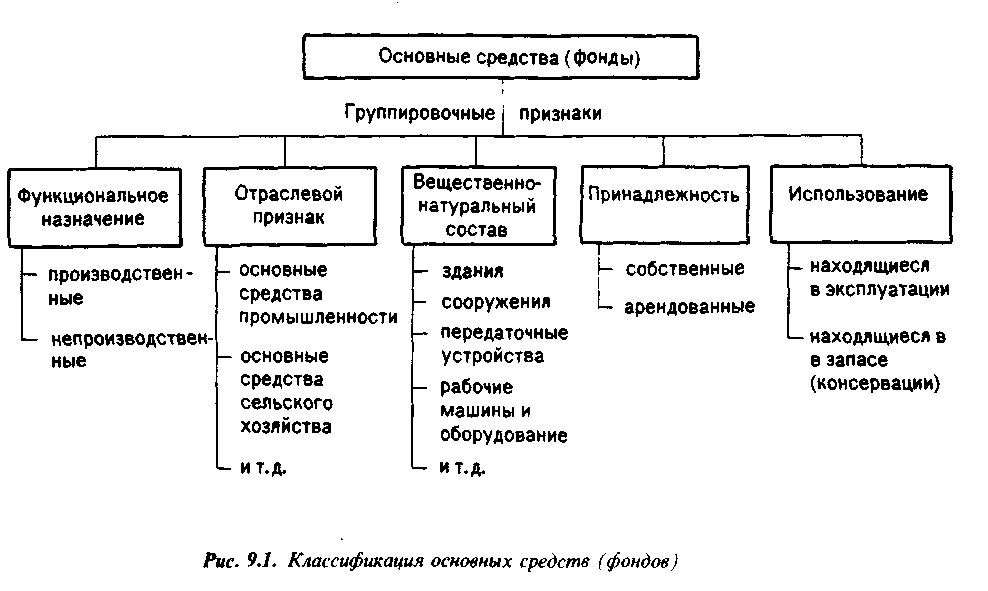 Основные средства (фонды)
Группировочные признаки
Функциональное
назначение
производствен-
ные
непроизводствен-
ные
Отраслевой
признак
основные
средства
промышленности
основные
средства
сельского
хозяйства
и т.д.
Вещественно-
натуральный
состав
здания
сооружения
передаточные
устройства
рабочие
машины и
оборудование
и т.д.
Принадлежность
собственные
арендованные
Использование
находящиеся
в эксплуатации
находящиеся в
в запасе
(консервации)
Рис. 9.1. Классификация основных средств (фондов)